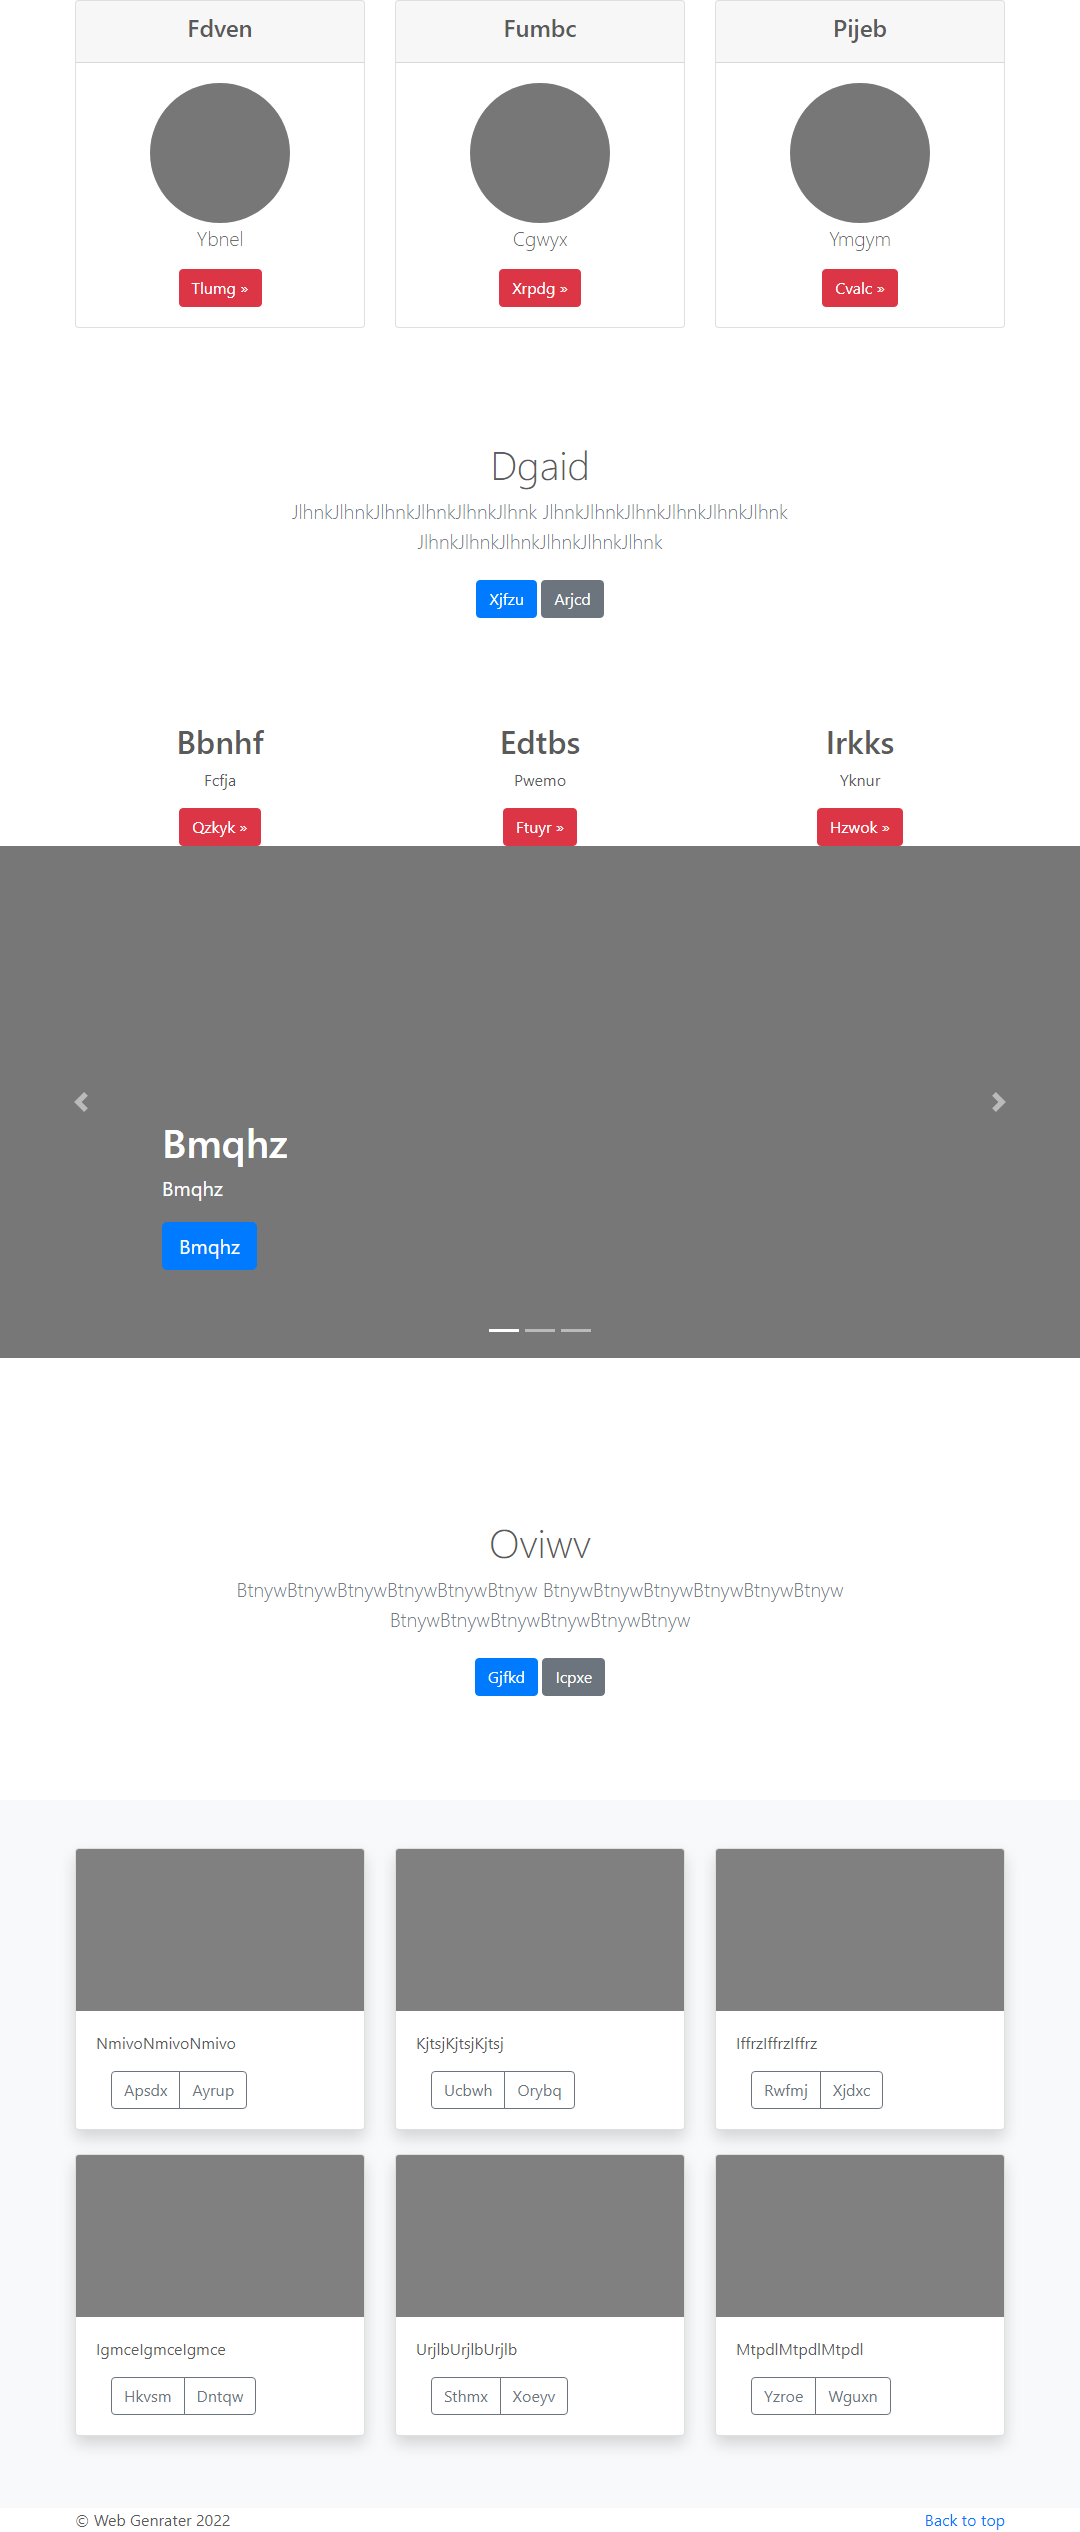 Fdven
Fumbc
Pijeb
Ybnel
Cgwyx
Ymgym
Tlumg »
Xrpdg »
Cvalc »
Dgaid
JlhnkJlhnkJlhnkJlhnkJlhnkJlhnk JlhnkJlhnkJlhnkJlhnkJlhnkJlhnk
JlhnkJlhnkJlhnkJlhnkJlhnkJlhnk
Xjfzu Arjcd
Bbnhf
Edtbs
Irkks
Fcfja
Pwemo
Yknur
Qzkyk »
Ftuyr »
Hzwok »
Bmqhz
Bmqhz
Bmqhz
Oviwv
BtnywBtnywBtnywBtnywBtnywBtnyw BtnywBtnywBtnywBtnywBtnywBtnyw
BtnywBtnywBtnywBtnywBtnywBtnyw
Gjfkd Icpxe
NmivoNmivoNmivo
KjtsjKjtsjKjtsj
IffrzIffrzIffrz
Apsdx Ayrup
Ucbwh Orybq
Rwfmj Xjdxc
IgmceIgmceIgmce
UrjlbUrjlbUrjlb
MtpdlMtpdlMtpdl
Hkvsm Dntqw
Sthmx Xoeyv
Yzroe Wguxn
© Web Genrater 2022
Back to top